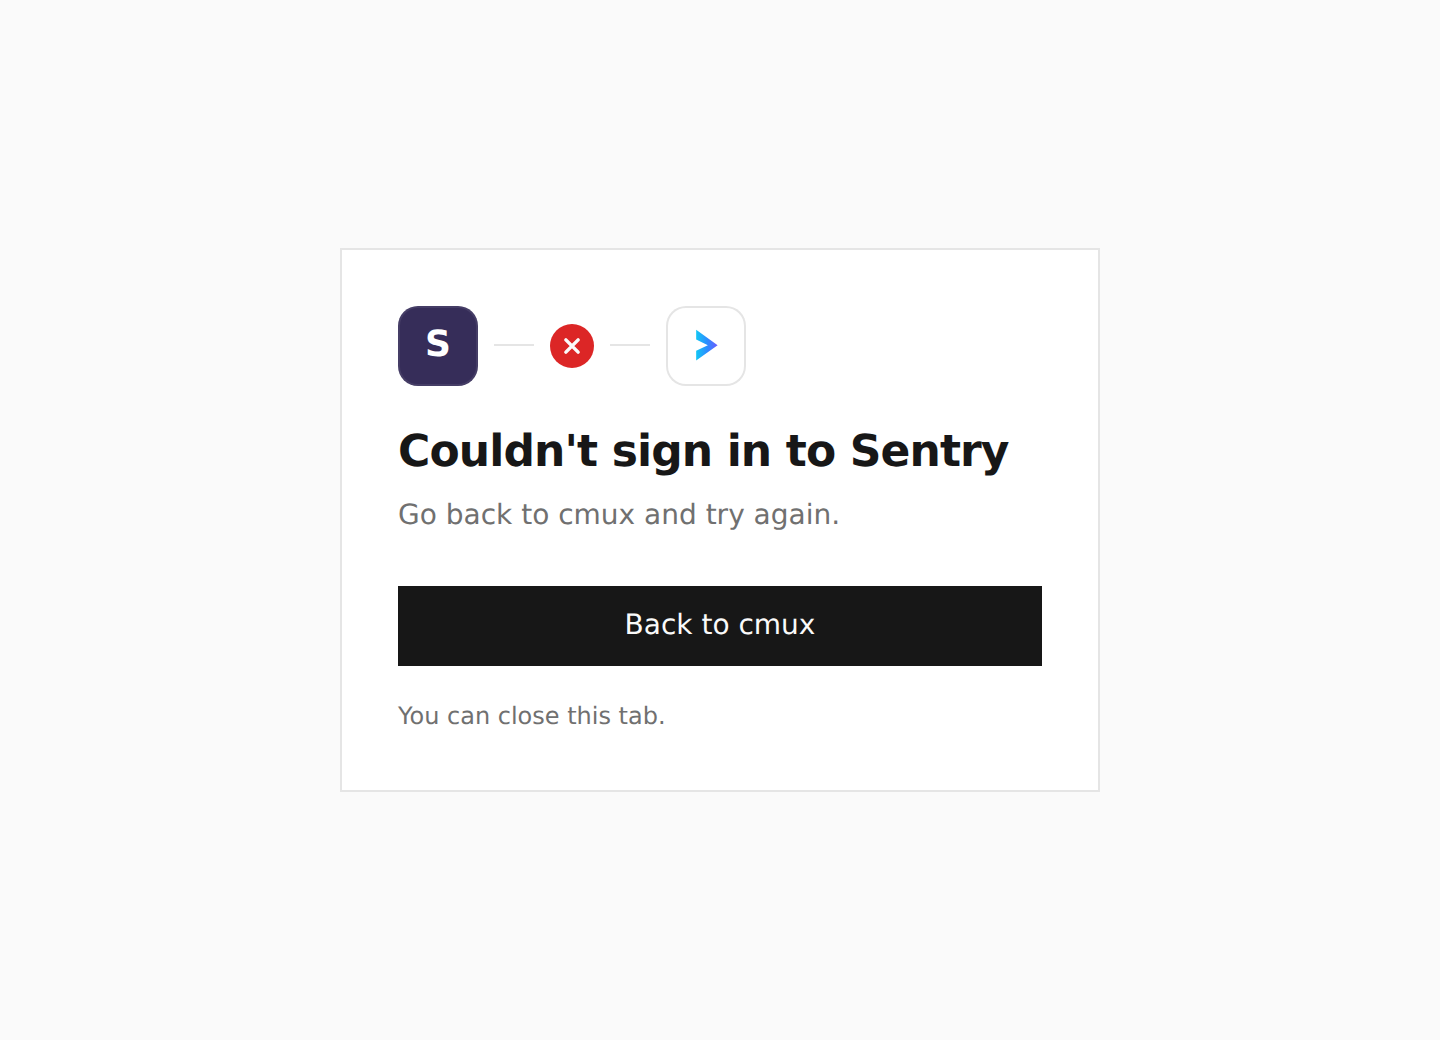 S
Couldn't sign in to Sentry
Go back to cmux and try again.
Back to cmux
You can close this tab.